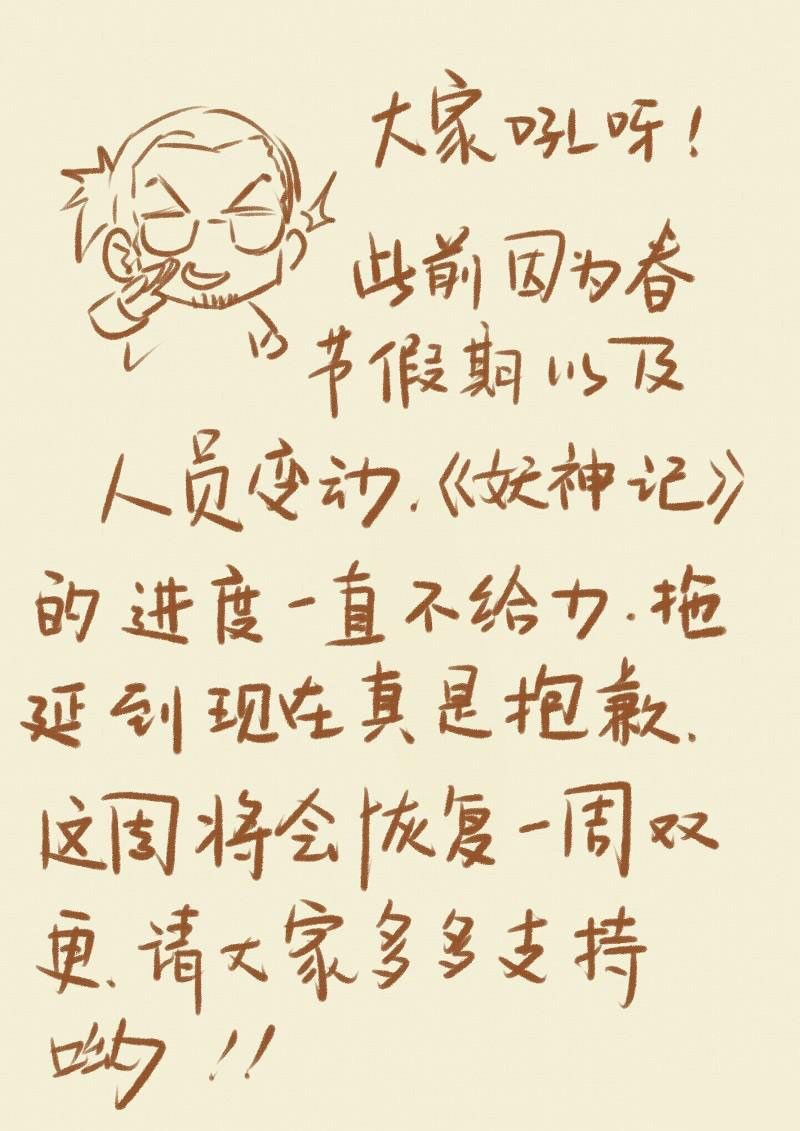 大家吼呀！
此前因为春
节假期以及
人员变动.《妖神记》
的进度一直不给力.拖
延到现在真是抱歉.
这周将会恢复一周双
更.请大家多多支持
呦!!